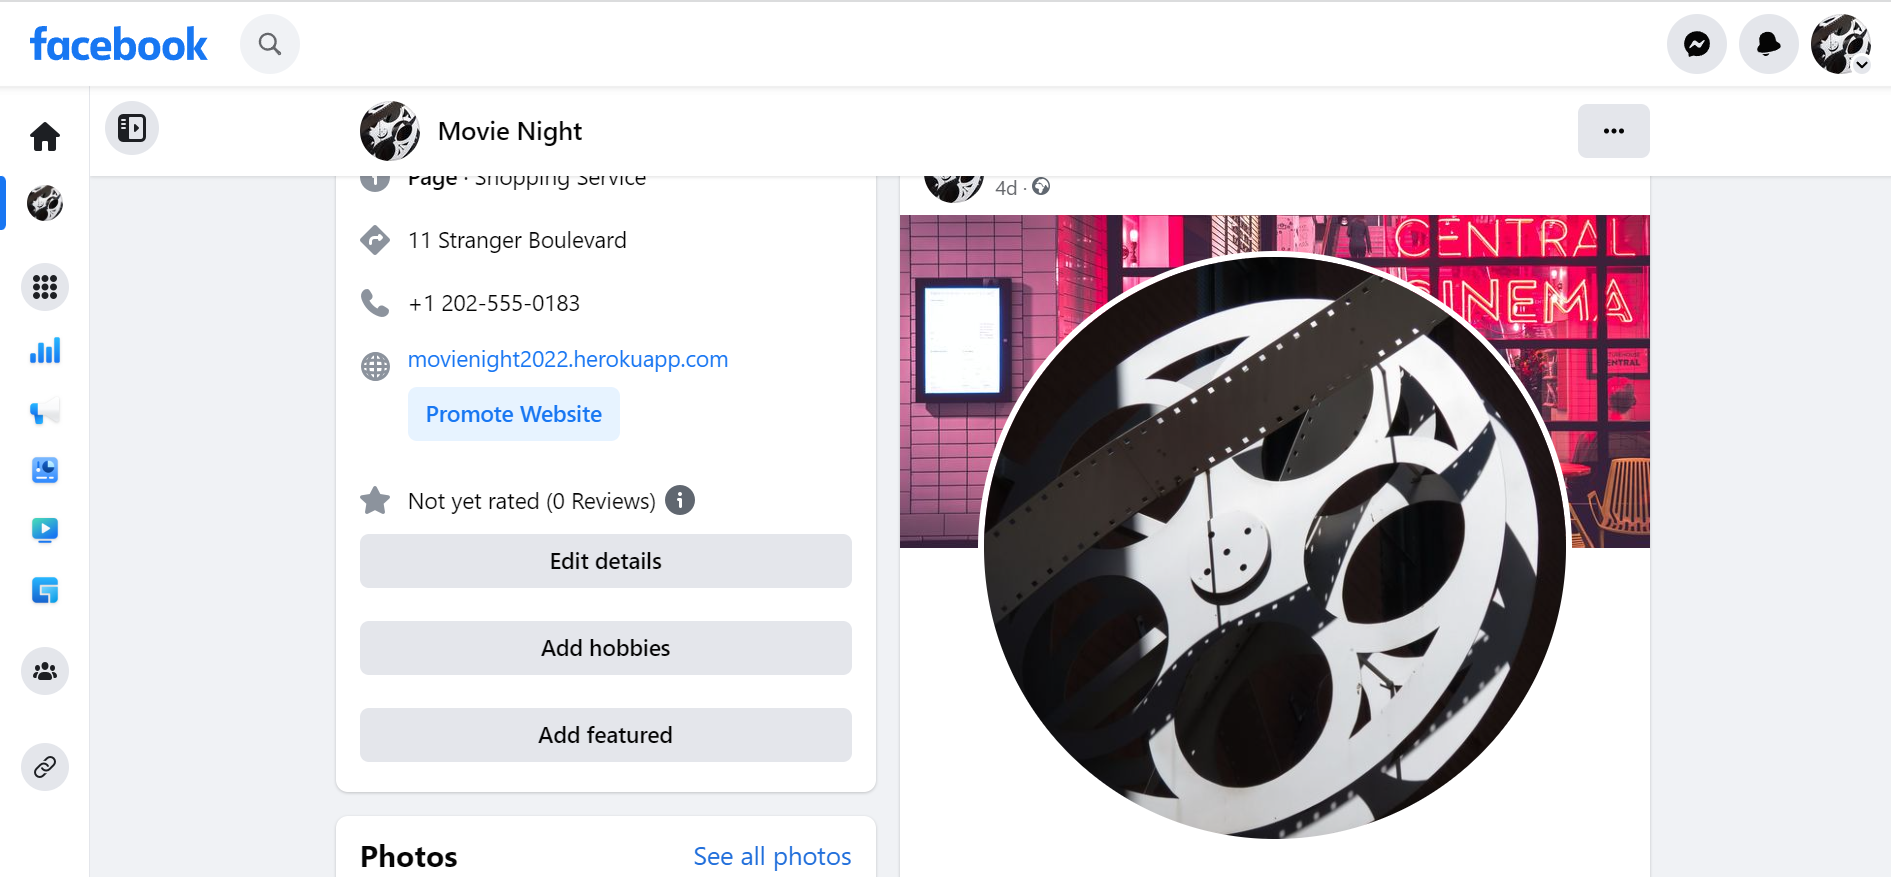 facebook
Movie Night
Page · Shopping Service
4d ·
11 Stranger Boulevard
+1 202-555-0183
movienight2022.herokuapp.com
Promote Website
Not yet rated (0 Reviews)
Edit details
Add hobbies
Add featured
Photos
See all photos
CENTRAL
CINEMA
ENTRAL